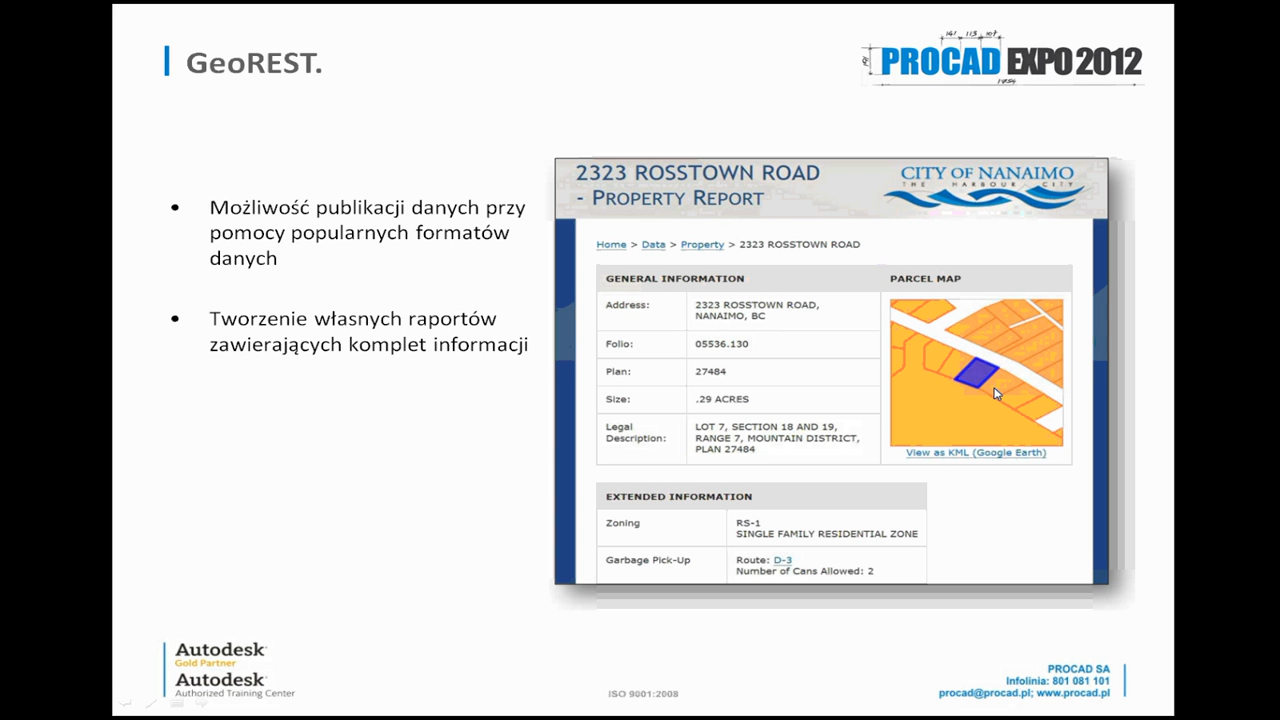 GeoREST.
PROCAD EXPO 2012
• Możliwość publikacji danych przy
pomocy popularnych formatów
danych
• Tworzenie własnych raportów
zawierających komplet informacji
2323 ROSSTOWN ROAD
- PROPERTY REPORT
CITY OF NANAIMO
THE HARBOUR CITY
Home > Data > Property > 2323 ROSSTOWN ROAD
GENERAL INFORMATION
PARCEL MAP
Address:
2323 ROSSTOWN ROAD,
NANAIMO, BC
Folio:
05536.130
Plan:
27484
Size:
.29 ACRES
Legal
Description:
LOT 7, SECTION 18 AND 19,
RANGE 7, MOUNTAIN DISTRICT,
PLAN 27484
View as KML (Google Earth)
EXTENDED INFORMATION
Zoning
RS-1
SINGLE FAMILY RESIDENTIAL ZONE
Garbage Pick-Up
Route: D-3
Number of Cans Allowed: 2
Autodesk
Gold Partner
Autodesk
Authorized Training Center
ISO 9001:2008
PROCAD SA
Infolinia: 801 081 101
procad@procad.pl; www.procad.pl